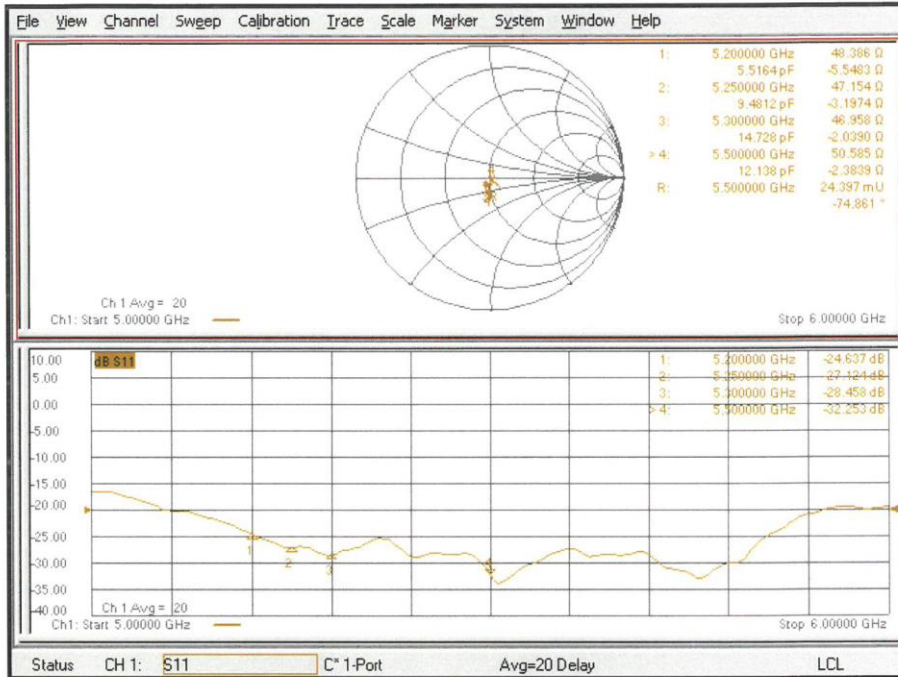 File View Channel Sweep Calibration Trace Scale Marker System Window Help
1: 5.200000 GHz 48.386 Ω
5.5164 pF -5.5483 Ω
2: 5.250000 GHz 47.154 Ω
9.4812 pF -3.1974 Ω
3: 5.300000 GHz 46.958 Ω
14.728 pF -2.0390 Ω
> 4: 5.500000 GHz 50.585 Ω
12.138 pF -2.3839 Ω
R: 5.500000 GHz 24.397 mU
-74.861 °
Ch 1 Avg = 20
Ch1: Start 5.00000 GHz
Stop 6.00000 GHz
dB S11
1: 5.200000 GHz -24.637 dB
2: 5.250000 GHz -27.124 dB
3: 5.300000 GHz -28.458 dB
> 4: 5.500000 GHz -32.253 dB
10.00
5.00
0.00
-5.00
-10.00
-15.00
-20.00
-25.00
-30.00
-35.00
-40.00
1
2
3
4
Ch 1 Avg = 20
Ch1: Start 5.00000 GHz
Stop 6.00000 GHz
Status CH 1: S11 C* 1-Port Avg=20 Delay LCL